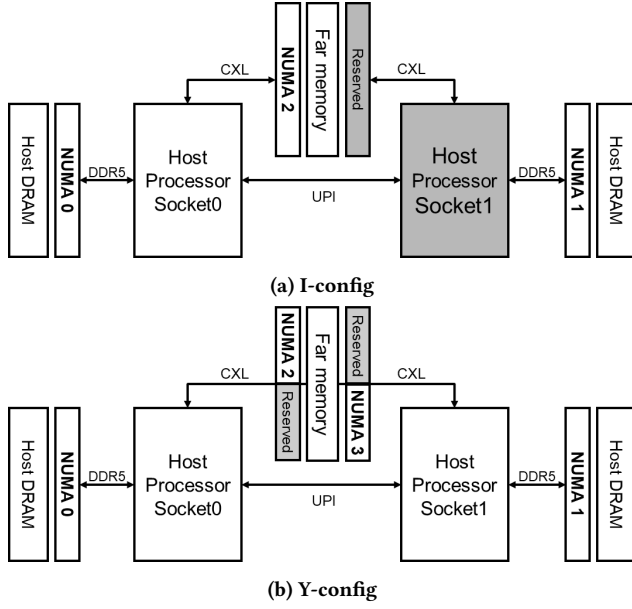 CXL
NUMA 2
Far memory
Reserved
CXL
Host DRAM
NUMA 0
DDR5
Host
Processor
Socket0
UPI
Host
Processor
Socket1
DDR5
NUMA 1
Host DRAM
(a) I-config
CXL
NUMA 2
Reserved
Far memory
Reserved
NUMA 3
CXL
Host DRAM
NUMA 0
DDR5
Host
Processor
Socket0
UPI
Host
Processor
Socket1
DDR5
NUMA 1
Host DRAM
(b) Y-config